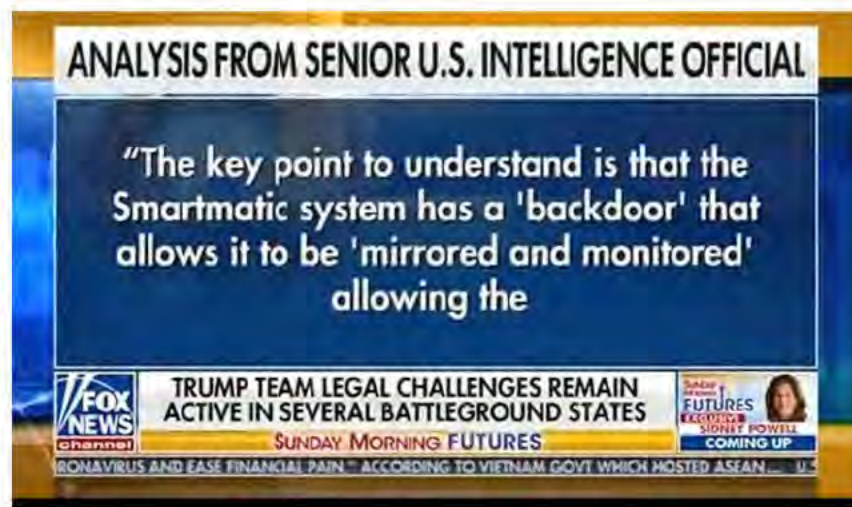 ANALYSIS FROM SENIOR U.S. INTELLIGENCE OFFICIAL
“The key point to understand is that the
Smartmatic system has a 'backdoor' that
allows it to be 'mirrored and monitored'
allowing the
FOX
NEWS
channel
TRUMP TEAM LEGAL CHALLENGES REMAIN
ACTIVE IN SEVERAL BATTLEGROUND STATES
SUNDAY MORNING FUTURES
SUNDAY
MORNING
FUTURES
EXCLUSIVE
SIDNEY POWELL
COMING UP
RONAVIRUS AND EASE FINANCIAL PAIN." ACCORDING TO VIETNAM GOVT WHICH HOSTED ASEAN... U.S